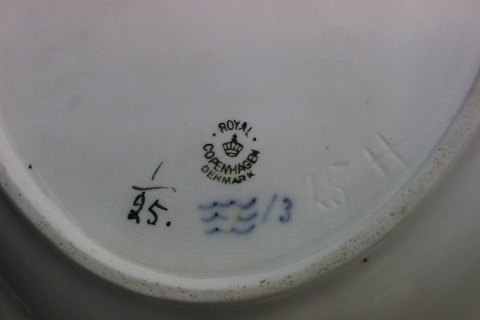 ROYAL
COPENHAGEN
DENMARK
1
25.
/3